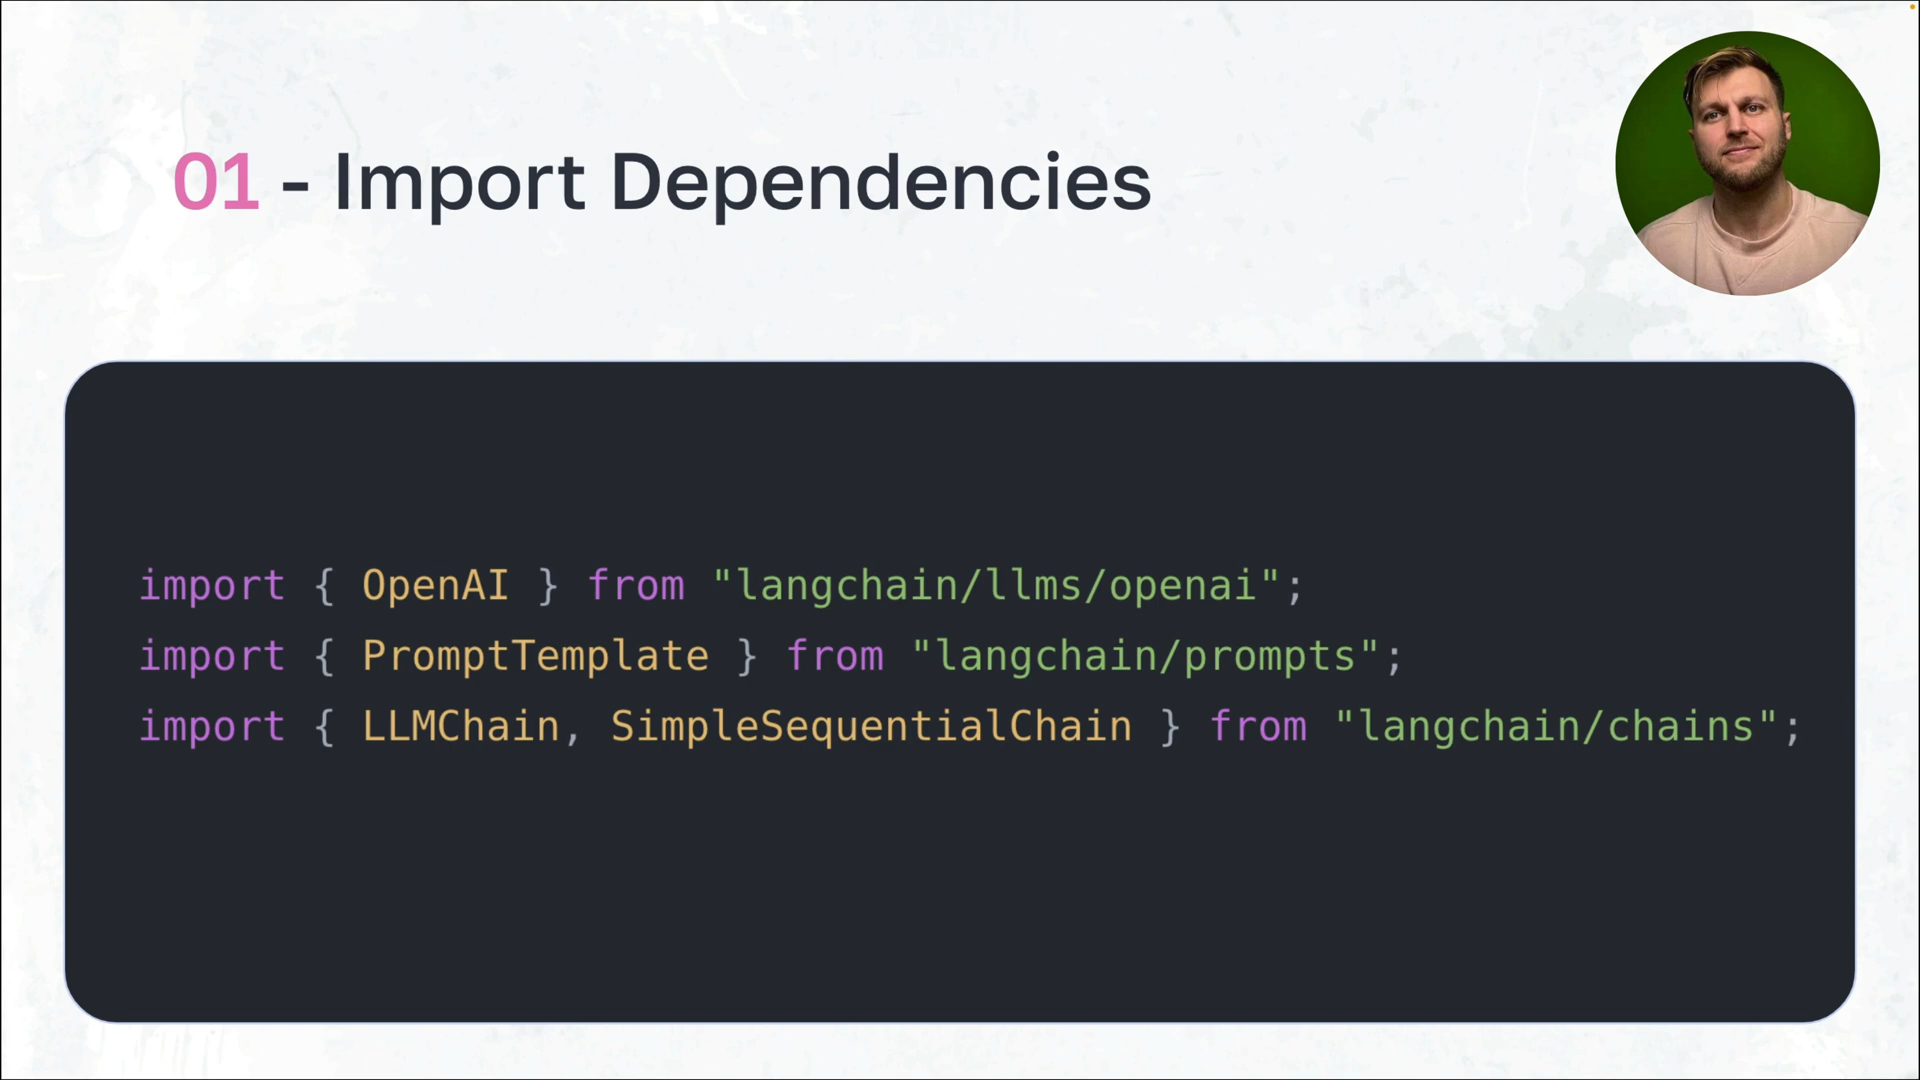 01 - Import Dependencies
import { OpenAI } from "langchain/llms/openai";
import { PromptTemplate } from "langchain/prompts";
import { LLMChain, SimpleSequentialChain } from "langchain/chains";